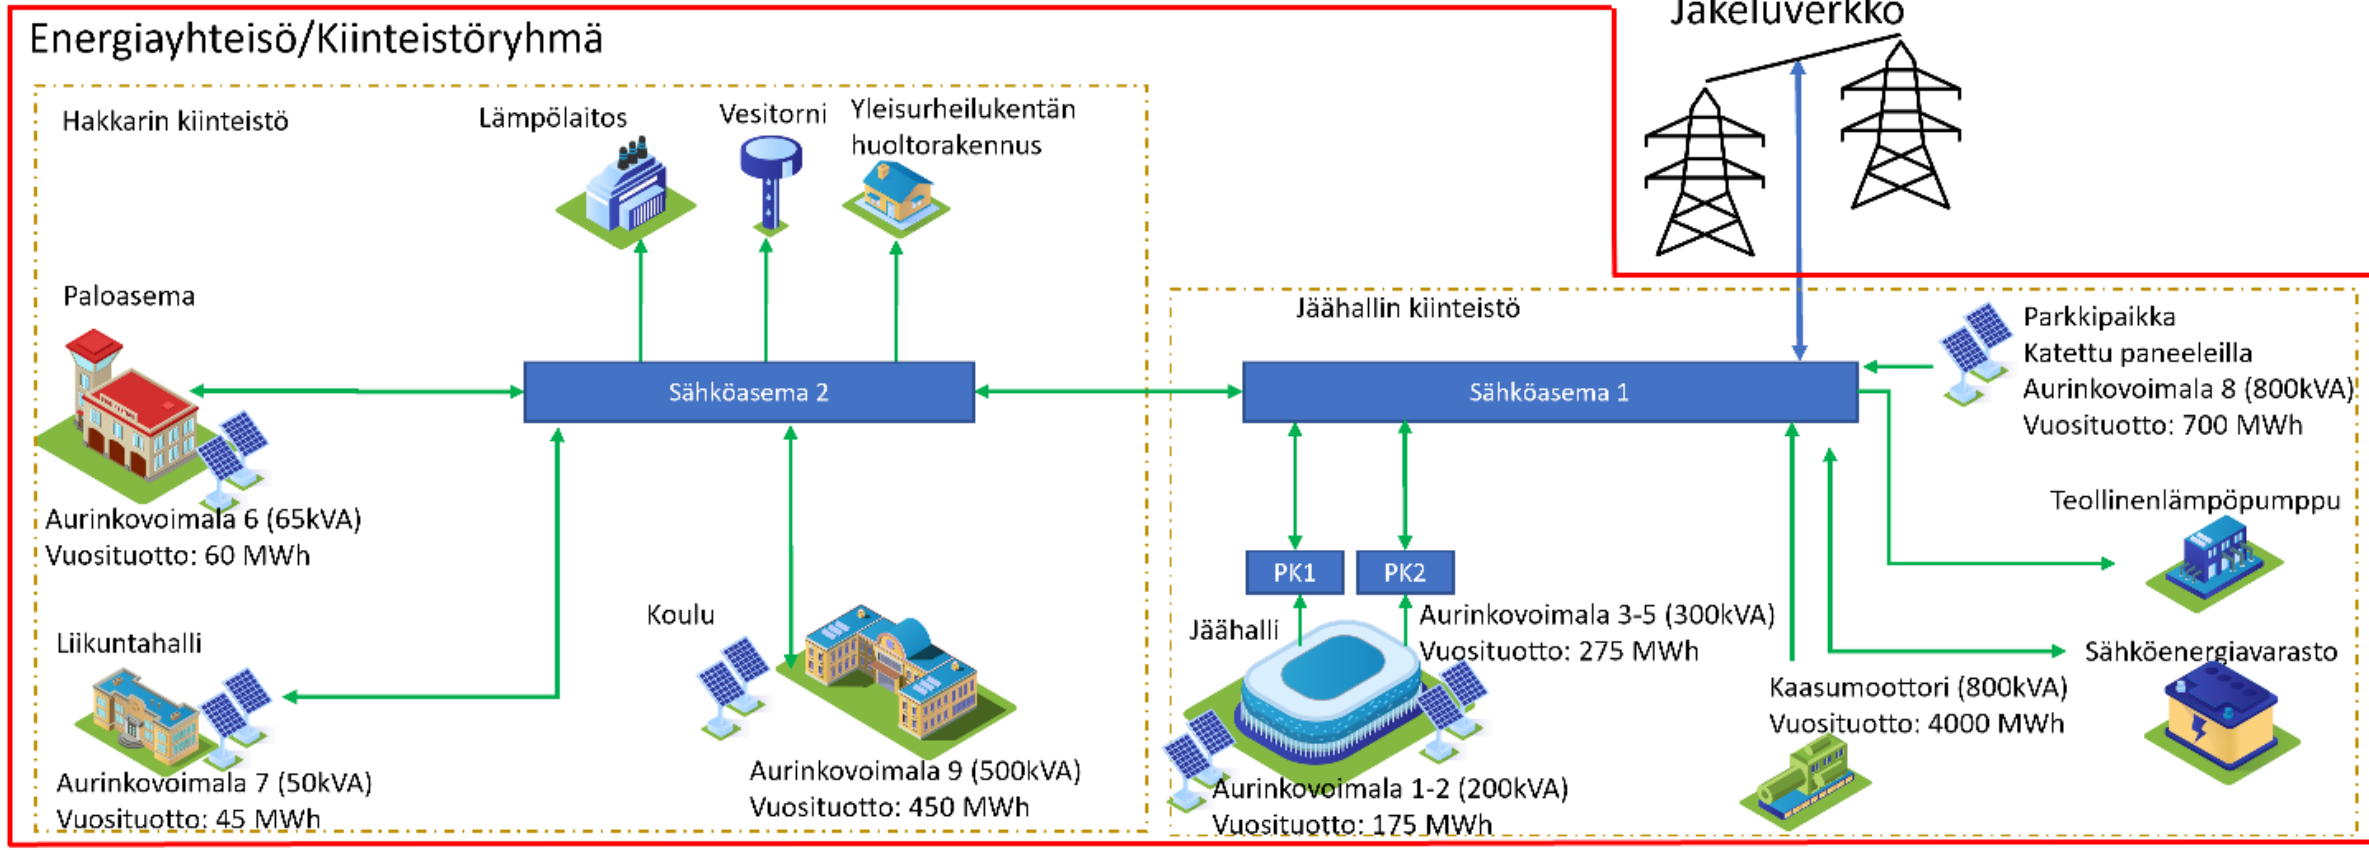 Energiayhteisö/Kiinteistöryhmä
Jakeluverkko
Hakkarin kiinteistö
Lämpölaitos
Vesitorni
Yleisurheilukentän
huoltorakennus
Paloasema
Sähköasema 2
Aurinkovoimala 6 (65kVA)
Vuosituotto: 60 MWh
Liikuntahalli
Aurinkovoimala 7 (50kVA)
Vuosituotto: 45 MWh
Koulu
Aurinkovoimala 9 (500kVA)
Vuosituotto: 450 MWh
Jäähallin kiinteistö
Sähköasema 1
Parkkipaikka
Katettu paneeleilla
Aurinkovoimala 8 (800kVA)
Vuosituotto: 700 MWh
Teollinenlämpöpumppu
PK1
PK2
Jäähalli
Aurinkovoimala 3-5 (300kVA)
Vuosituotto: 275 MWh
Aurinkovoimala 1-2 (200kVA)
Vuosituotto: 175 MWh
Kaasumoottori (800kVA)
Vuosituotto: 4000 MWh
Sähköenergiavarasto